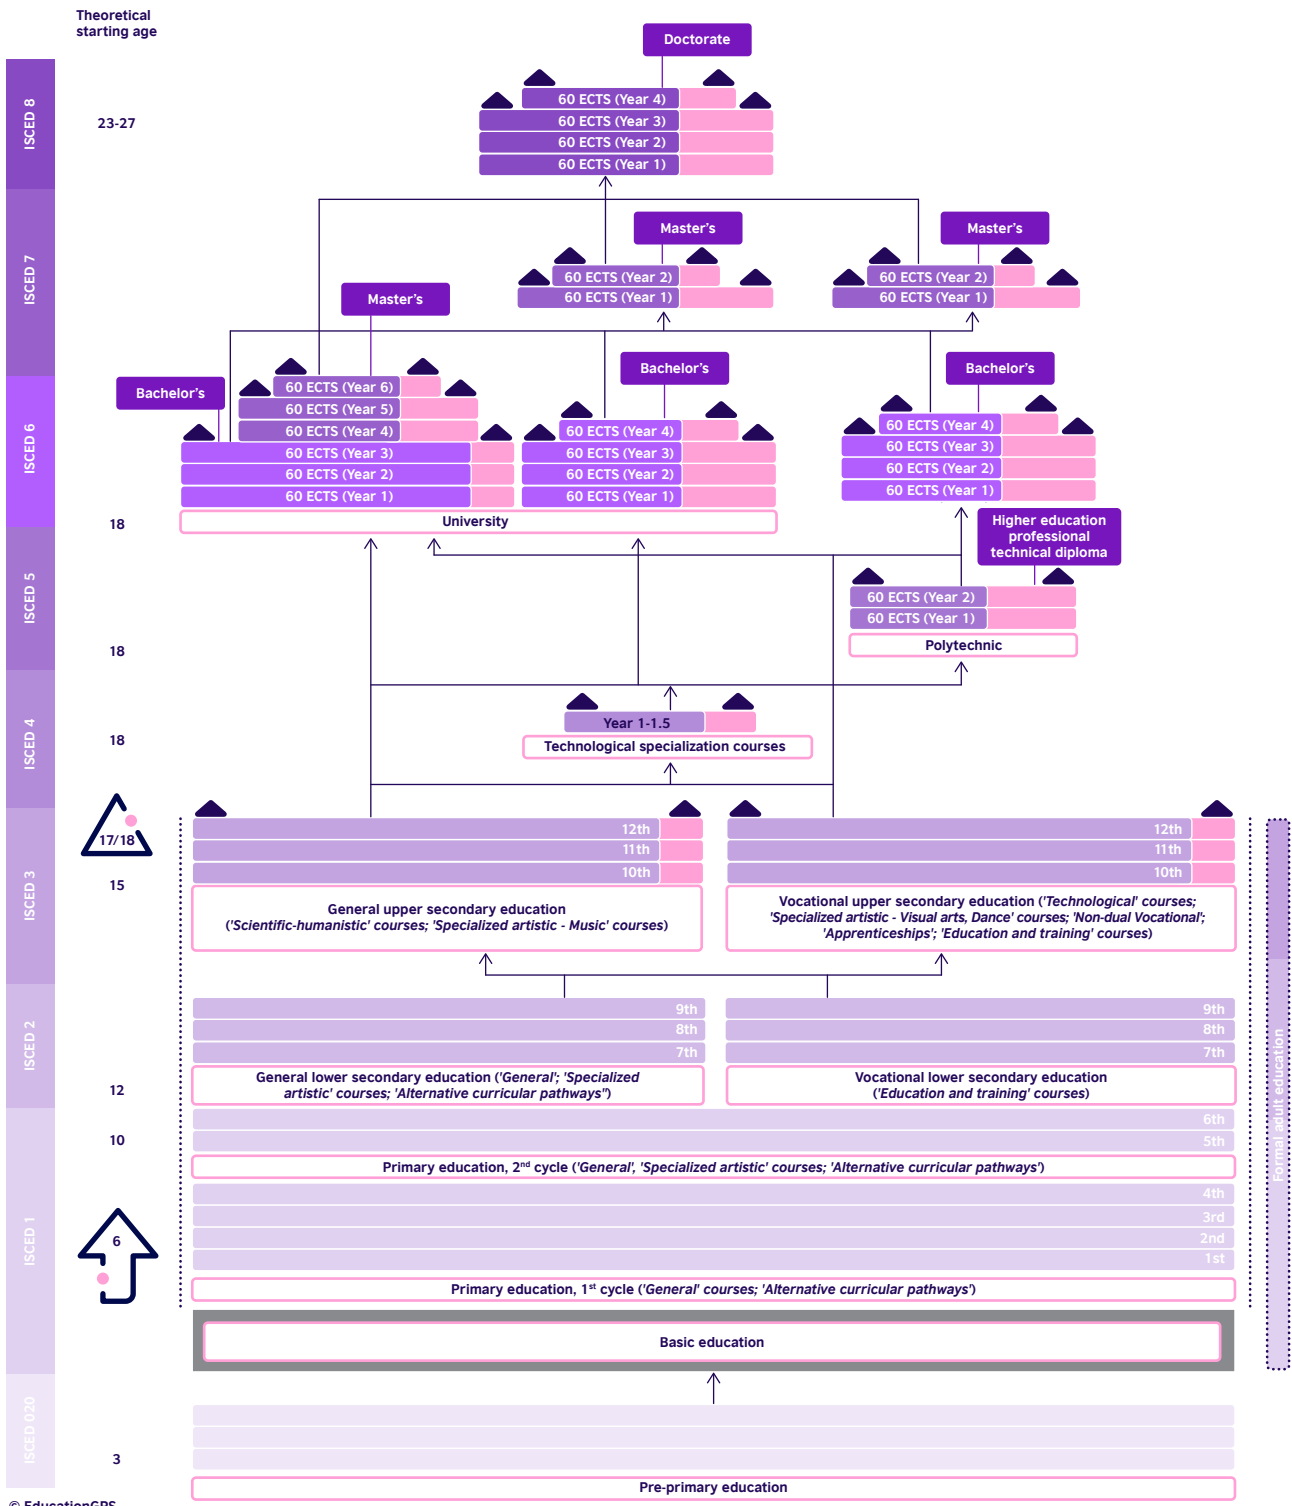 Theoretical
starting age
Doctorate
ISCED 8
23-27
60 ECTS (Year 4)
60 ECTS (Year 3)
60 ECTS (Year 2)
60 ECTS (Year 1)
ISCED 7
Master's
Master's
60 ECTS (Year 2)
60 ECTS (Year 1)
60 ECTS (Year 2)
60 ECTS (Year 1)
Master's
ISCED 6
Bachelor's
Bachelor's
Bachelor's
60 ECTS (Year 6)
60 ECTS (Year 5)
60 ECTS (Year 4)
60 ECTS (Year 3)
60 ECTS (Year 2)
60 ECTS (Year 1)
60 ECTS (Year 4)
60 ECTS (Year 3)
60 ECTS (Year 2)
60 ECTS (Year 1)
60 ECTS (Year 4)
60 ECTS (Year 3)
60 ECTS (Year 2)
60 ECTS (Year 1)
18
University
Higher education
professional
technical diploma
ISCED 5
60 ECTS (Year 2)
60 ECTS (Year 1)
18
Polytechnic
ISCED 4
18
Year 1-1.5
Technological specialization courses
ISCED 3
17/18
15
12th
11th
10th
General upper secondary education
('Scientific-humanistic' courses; 'Specialized artistic - Music' courses)
12th
11th
10th
Vocational upper secondary education ('Technological' courses;
'Specialized artistic - Visual arts, Dance' courses; 'Non-dual Vocational';
'Apprenticeships'; 'Education and training' courses)
ISCED 2
12
9th
8th
7th
General lower secondary education ('General'; 'Specialized
artistic' courses; 'Alternative curricular pathways'')
9th
8th
7th
Vocational lower secondary education
('Education and training' courses)
Formal adult education
ISCED 1
10
6th
5th
Primary education, 2nd cycle ('General', 'Specialized artistic' courses; 'Alternative curricular pathways')
6
4th
3rd
2nd
1st
Primary education, 1st cycle ('General' courses; 'Alternative curricular pathways')
Basic education
ISCED 020
3
Pre-primary education
© EducationGPS